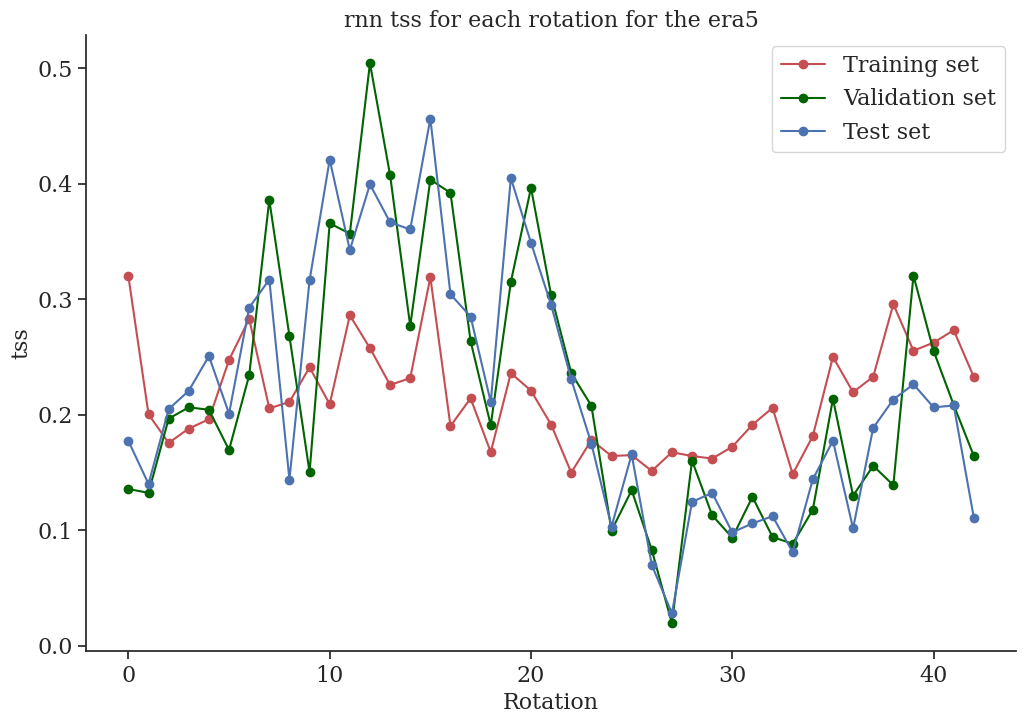 rnn tss for each rotation for the era5
Training set
Validation set
Test set
0.5
0.4
0.3
0.2
0.1
0.0
tss
0 10 20 30 40
Rotation